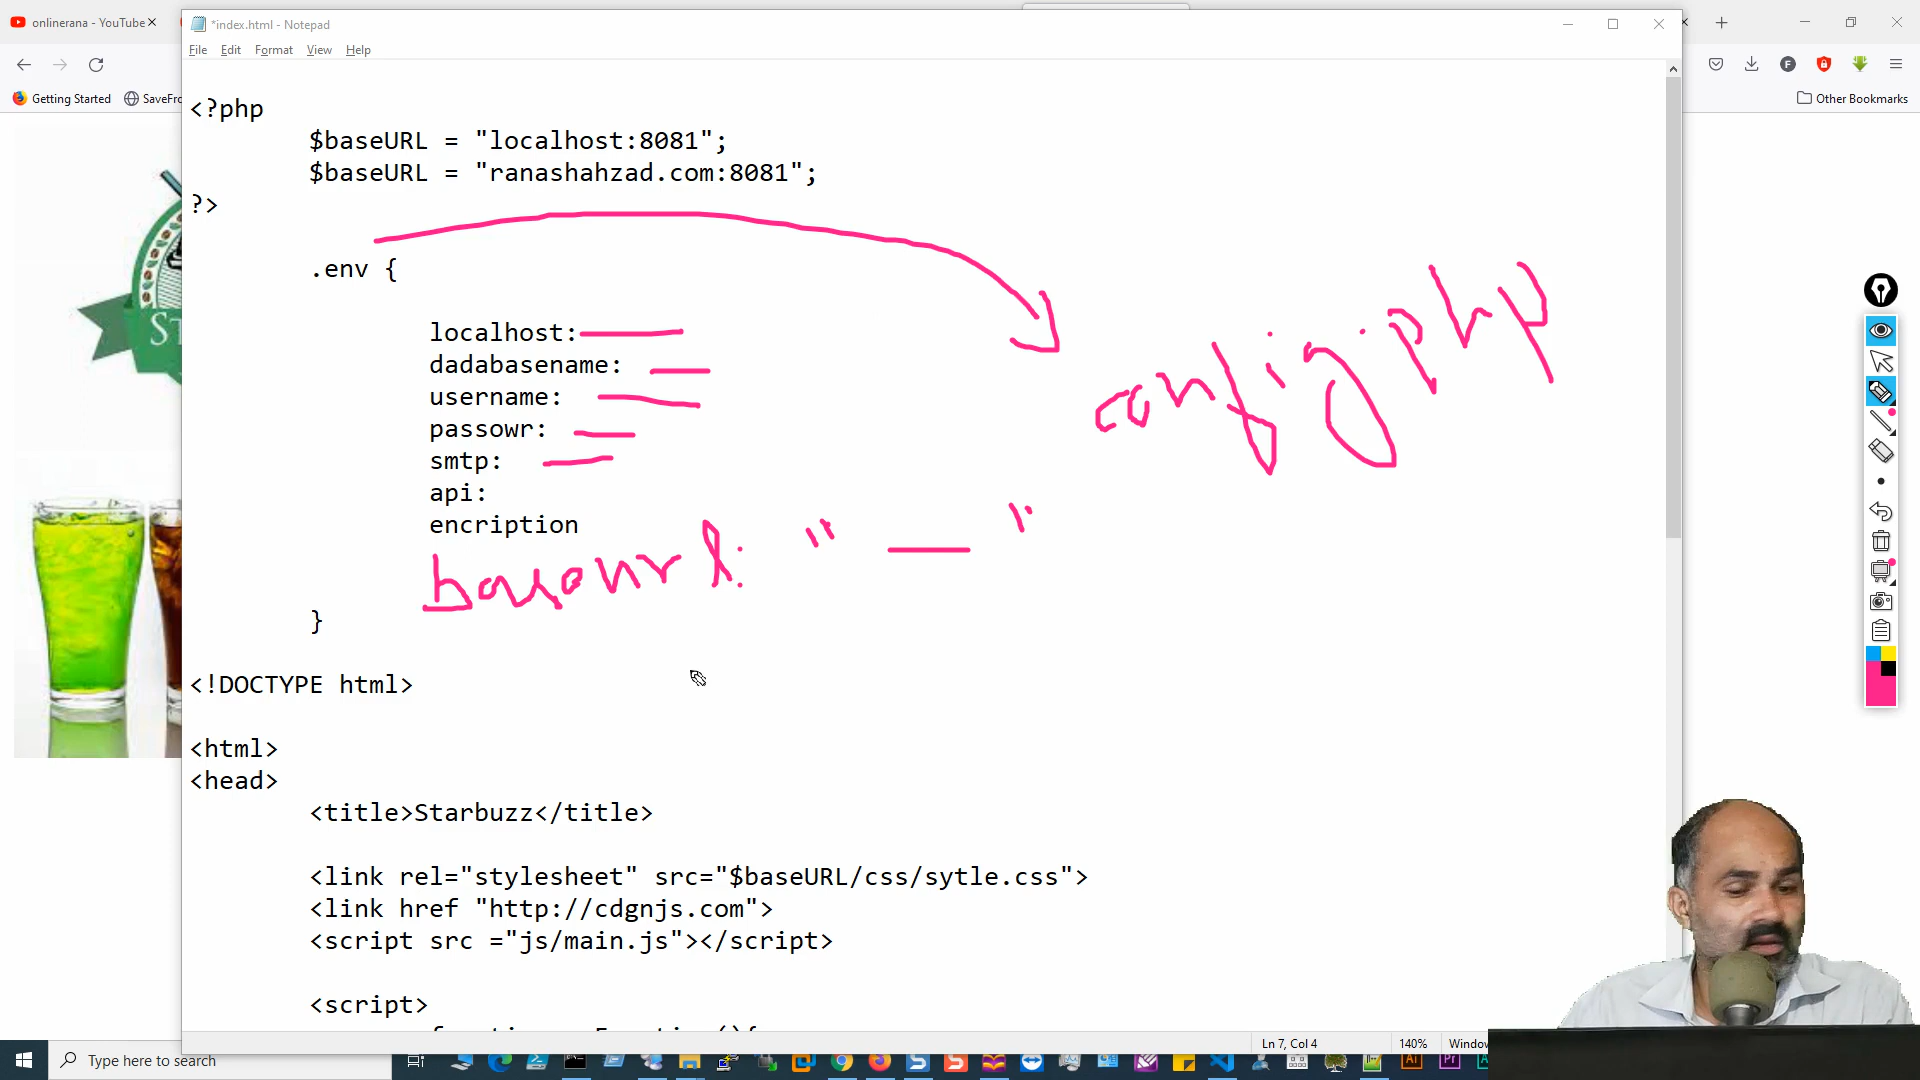 onlinerana - YouTube
*index.html - Notepad
File Edit Format View Help
Getting Started
SaveFro
Other Bookmarks
<?php
$baseURL = "localhost:8081";
$baseURL = "ranashahzad.com:8081";
?>
.env {
localhost:
dadabasename:
username:
passowr:
smtp:
api:
encription
baseurl: " — "
config.php
}
<!DOCTYPE html>
<html>
<head>
<title>Starbuzz</title>
<link rel="stylesheet" src="$baseURL/css/sytle.css">
<link href "http://cdgnjs.com">
<script src ="js/main.js"></script>
<script>
Ln 7, Col 4
140%
Window
Type here to search